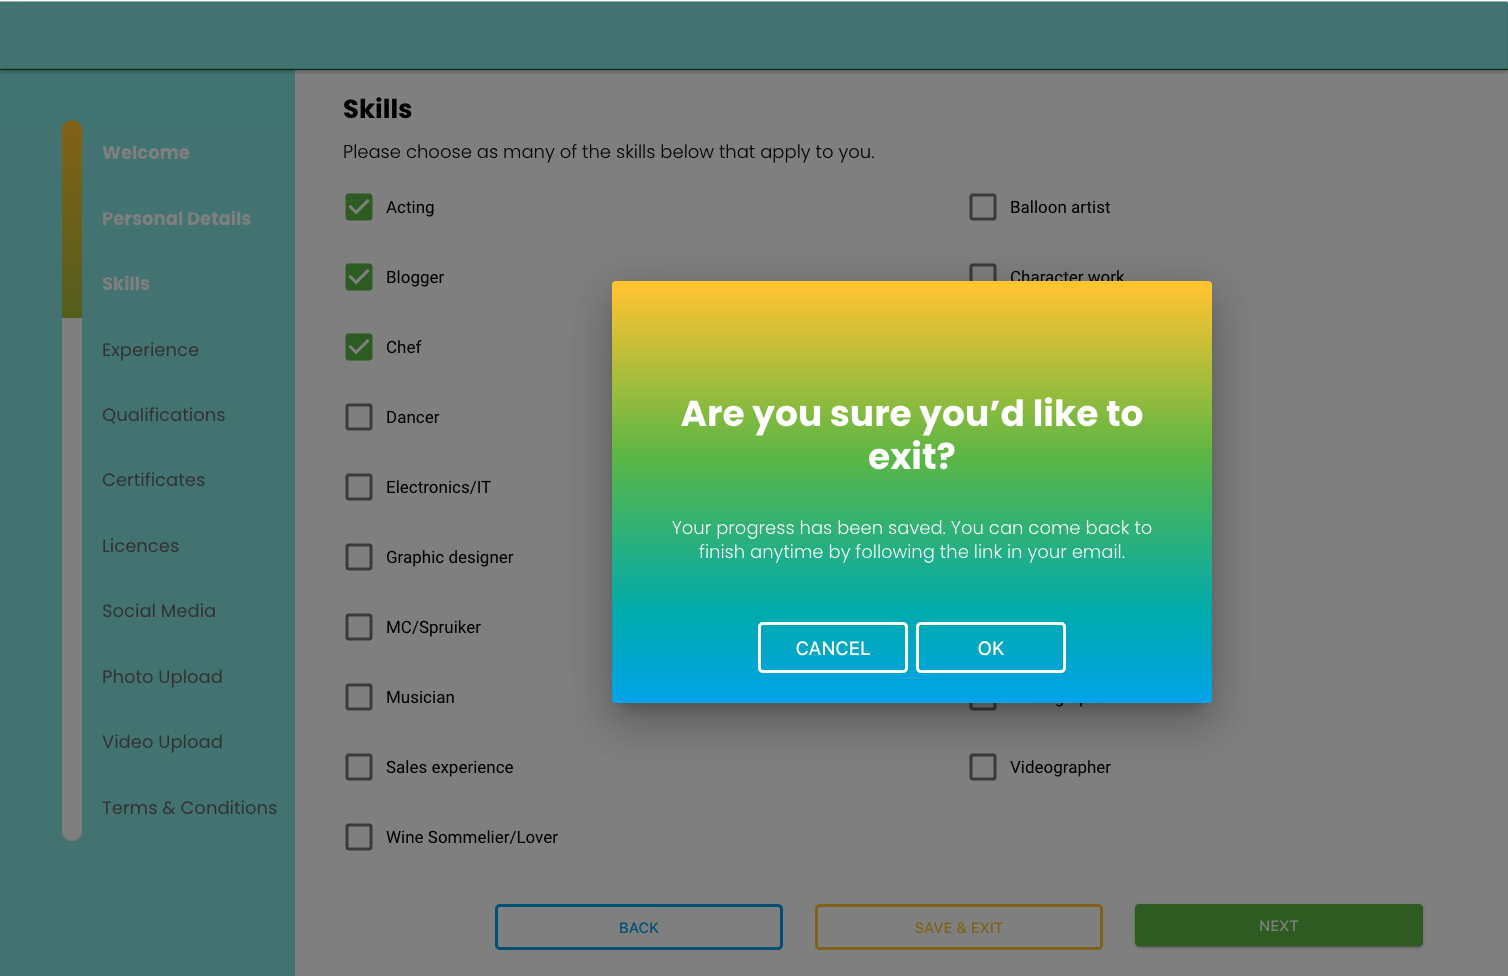 Skills
Please choose as many of the skills below that apply to you.
Welcome
Personal Details
Skills
Experience
Qualifications
Certificates
Licences
Social Media
Photo Upload
Video Upload
Terms & Conditions
Acting
Balloon artist
Blogger
Character work
Chef
Dancer
Electronics/IT
Graphic designer
MC/Spruiker
Musician
Sales experience
Videographer
Wine Sommelier/Lover
Are you sure you’d like to
exit?
Your progress has been saved. You can come back to
finish anytime by following the link in your email.
CANCEL
OK
BACK
SAVE & EXIT
NEXT